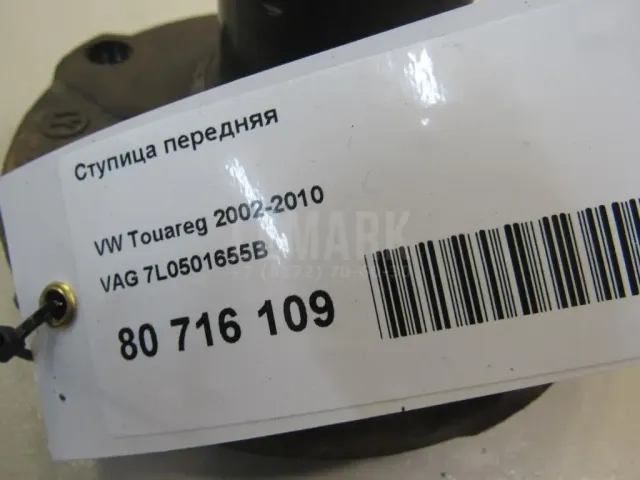 Ступица передняя
VW Touareg 2002-2010
VAG 7L0501655B
80 716 109